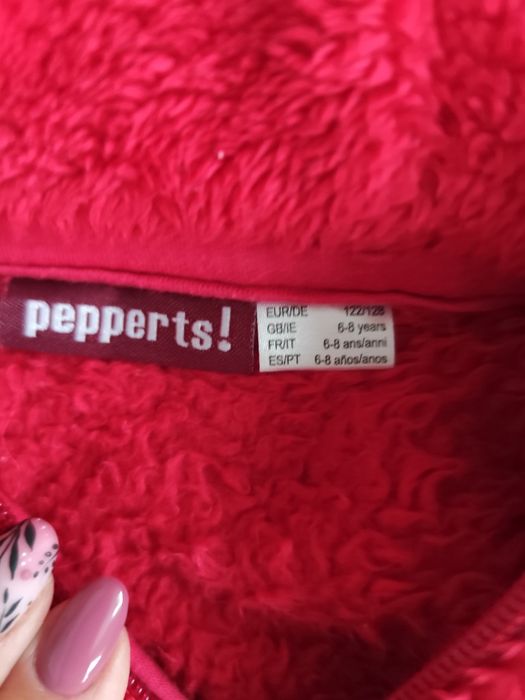 pepperts!
EUR/DE 122/128
GB/IE 6-8 years
FR/IT 6-8 ans/anni
ES/PT 6-8 años/anos